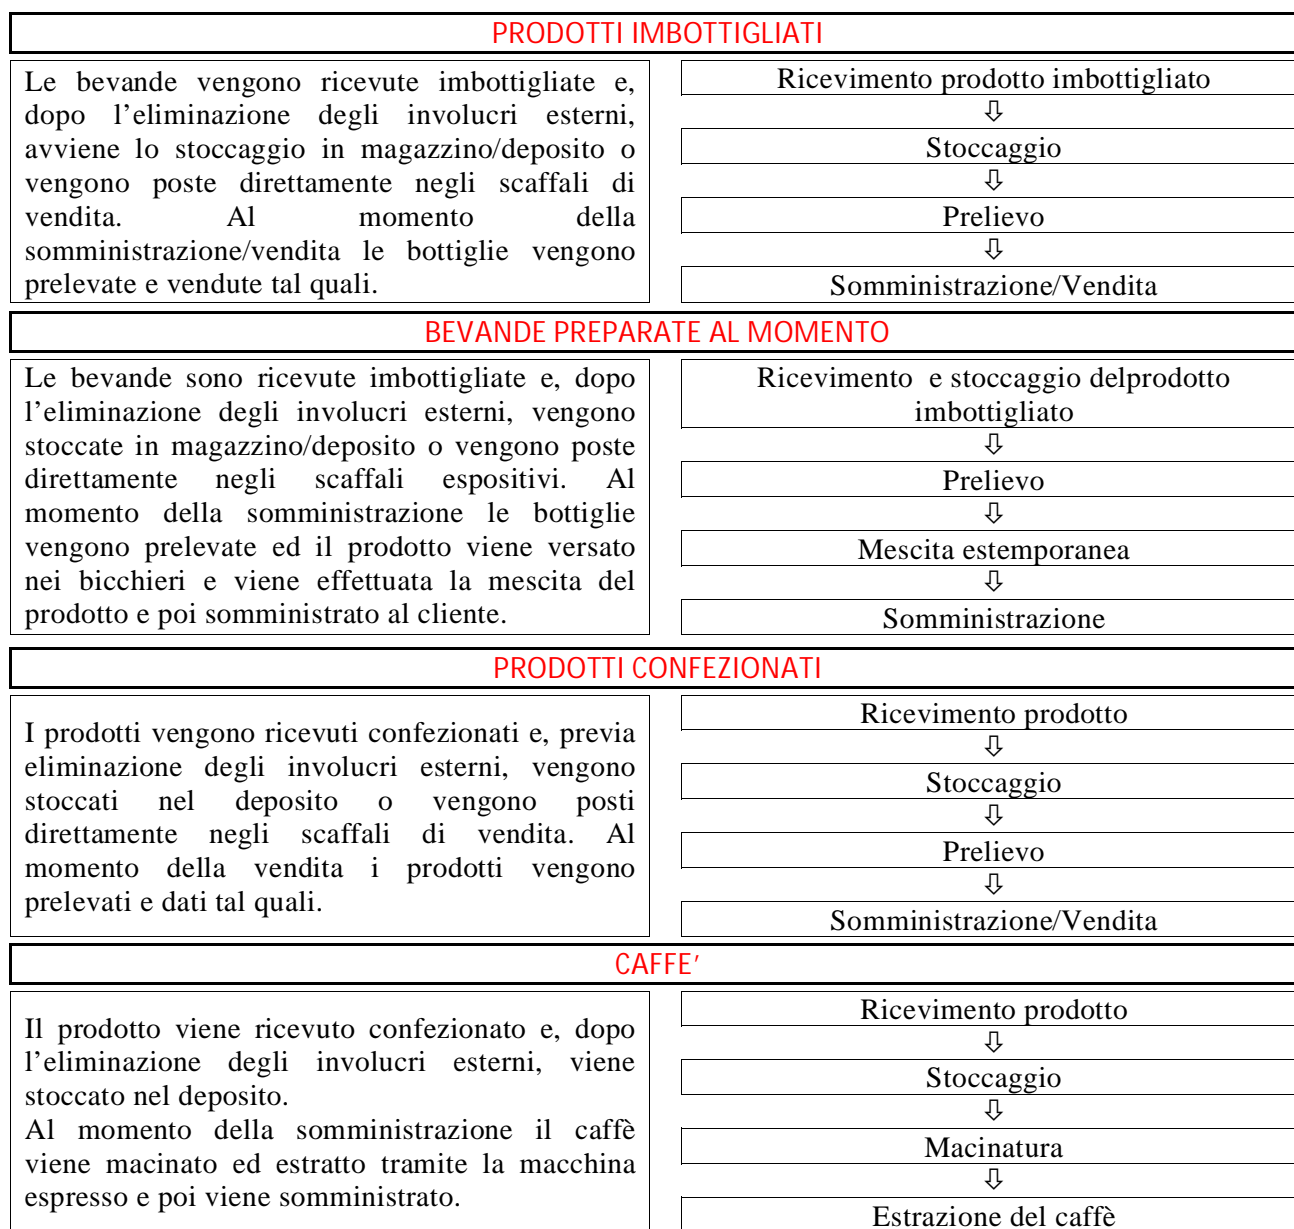 PRODOTTI IMBOTTIGLIATI
Le bevande vengono ricevute imbottigliate e,
dopo l'eliminazione degli involucri esterni,
avviene lo stoccaggio in magazzino/deposito o
vengono poste direttamente negli scaffali di
vendita. Al momento della
somministrazione/vendita le bottiglie vengono
prelevate e vendute tal quali.
Ricevimento prodotto imbottigliato
⇩
Stoccaggio
⇩
Prelievo
⇩
Somministrazione/Vendita
BEVANDE PREPARATE AL MOMENTO
Le bevande sono ricevute imbottigliate e, dopo
l'eliminazione degli involucri esterni, vengono
stoccate in magazzino/deposito o vengono poste
direttamente negli scaffali espositivi. Al
momento della somministrazione le bottiglie
vengono prelevate ed il prodotto viene versato
nei bicchieri e viene effettuata la mescita del
prodotto e poi somministrato al cliente.
Ricevimento e stoccaggio delprodotto
imbottigliato
⇩
Prelievo
⇩
Mescita estemporanea
⇩
Somministrazione
PRODOTTI CONFEZIONATI
I prodotti vengono ricevuti confezionati e, previa
eliminazione degli involucri esterni, vengono
stoccati nel deposito o vengono posti
direttamente negli scaffali di vendita. Al
momento della vendita i prodotti vengono
prelevati e dati tal quali.
Ricevimento prodotto
⇩
Stoccaggio
⇩
Prelievo
⇩
Somministrazione/Vendita
CAFFE'
Il prodotto viene ricevuto confezionato e, dopo
l'eliminazione degli involucri esterni, viene
stoccato nel deposito.
Al momento della somministrazione il caffè
viene macinato ed estratto tramite la macchina
espresso e poi viene somministrato.
Ricevimento prodotto
⇩
Stoccaggio
⇩
Macinatura
⇩
Estrazione del caffè